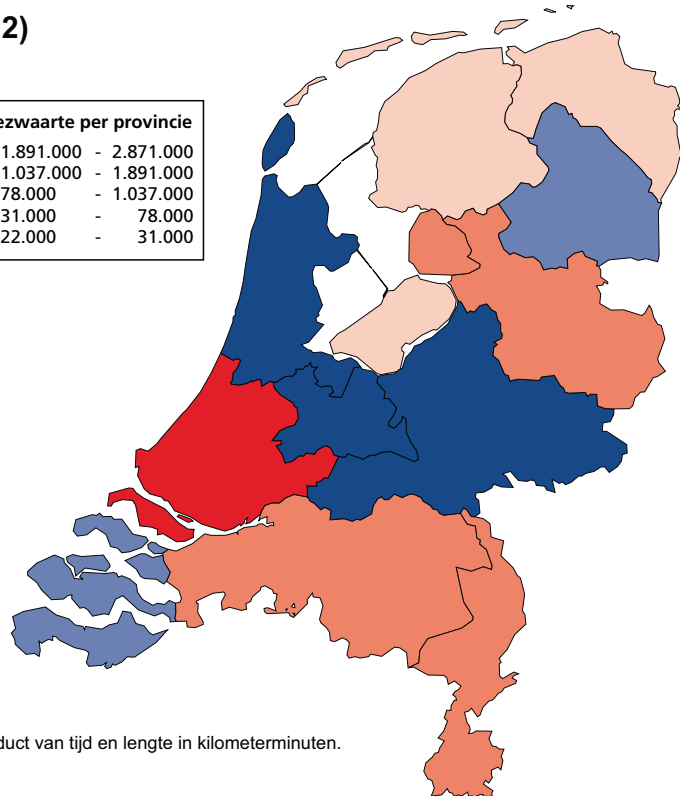 2)
ezwaarte per provincie
1.891.000 - 2.871.000
1.037.000 - 1.891.000
78.000 - 1.037.000
31.000 - 78.000
22.000 - 31.000
duct van tijd en lengte in kilometerminuten.